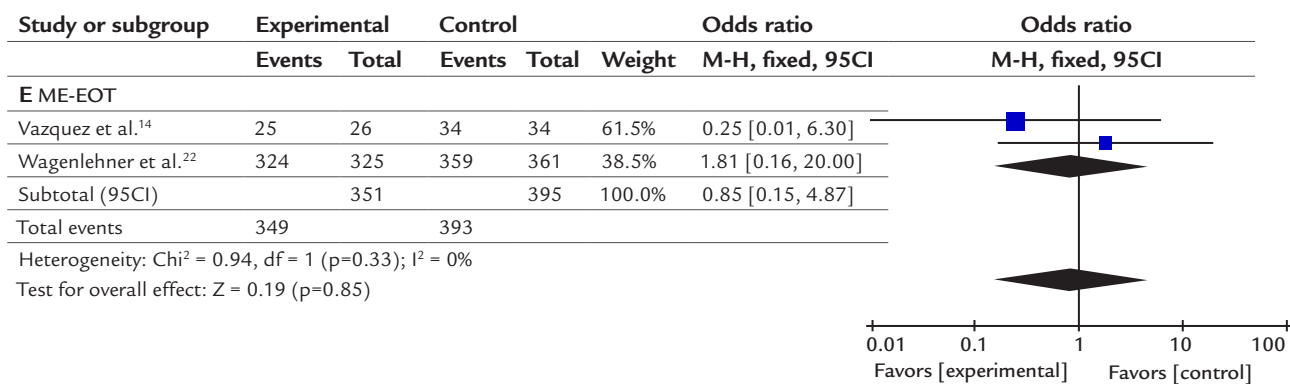 Study or subgroup Experimental Control Odds ratio Odds ratio
Events Total Events Total Weight M-H, fixed, 95CI M-H, fixed, 95CI
E ME-EOT
Vazquez et al.14 25 26 34 34 61.5% 0.25 [0.01, 6.30]
Wagenlehner et al.22 324 325 359 361 38.5% 1.81 [0.16, 20.00]
Subtotal (95CI) 351 395 100.0% 0.85 [0.15, 4.87]
Total events 349 393
Heterogeneity: Chi2 = 0.94, df = 1 (p=0.33); I2 = 0%
Test for overall effect: Z = 0.19 (p=0.85)
0.01 0.1 1 10 100
Favors [experimental] Favors [control]